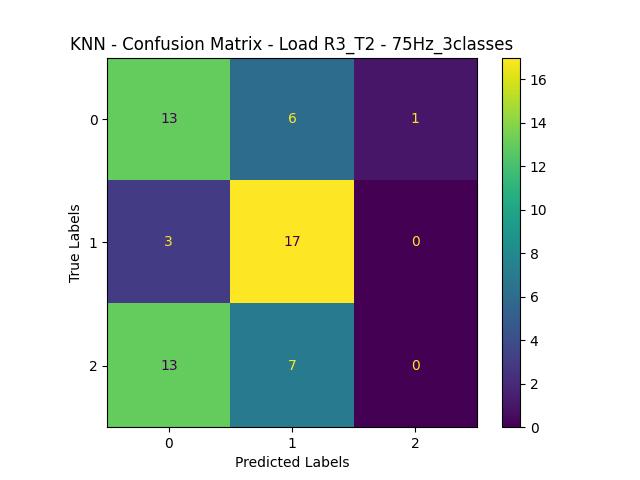 KNN - Confusion Matrix - Load R3_T2 - 75Hz_3classes
True Labels
0 13 6 1
1 3 17 0
2 13 7 0
0 1 2
Predicted Labels
16
14
12
10
8
6
4
2
0